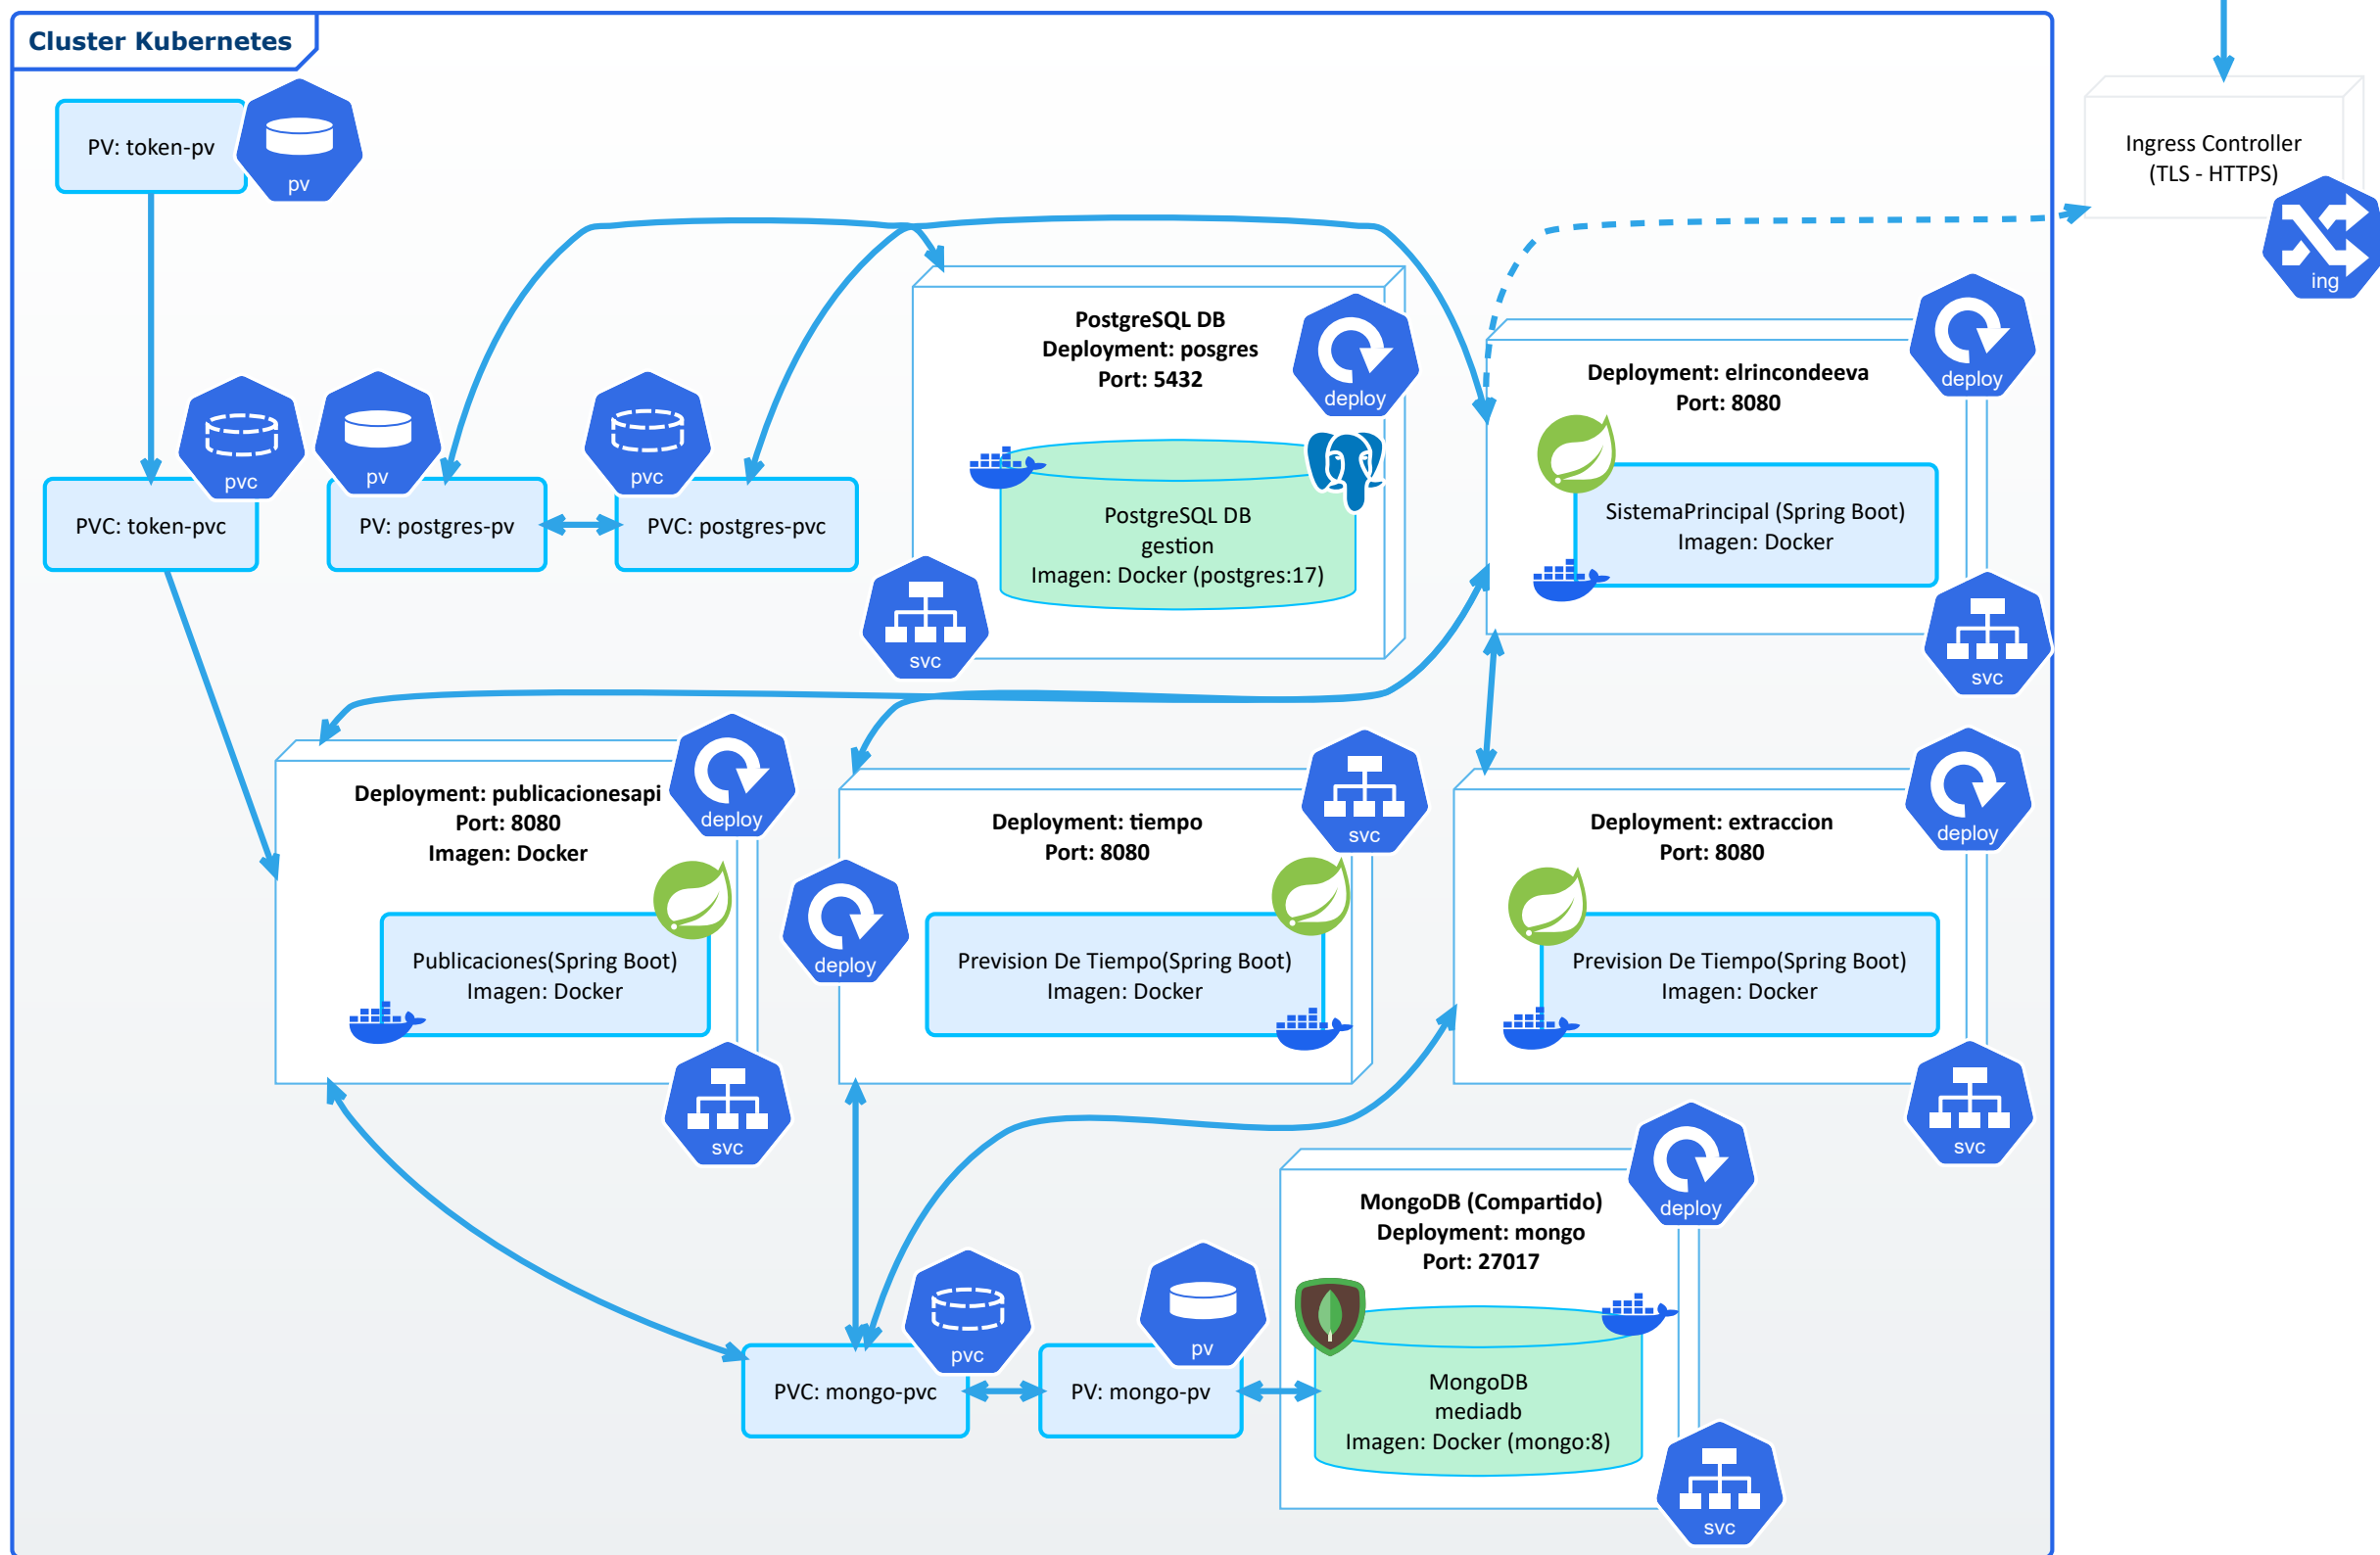 Cluster Kubernetes
PV: token-pv
pv
Ingress Controller
(TLS - HTTPS)
ing
PostgreSQL DB
Deployment: posgres
Port: 5432
deploy
PostgreSQL DB
gestion
Imagen: Docker (postgres:17)
svc
Deployment: elrincondeeva
Port: 8080
deploy
SistemaPrincipal (Spring Boot)
Imagen: Docker
svc
pvc
PVC: token-pvc
pv
PV: postgres-pv
pvc
PVC: postgres-pvc
Deployment: publicacionesapi
Port: 8080
Imagen: Docker
deploy
Publicaciones(Spring Boot)
Imagen: Docker
svc
Deployment: tiempo
Port: 8080
svc
deploy
Prevision De Tiempo(Spring Boot)
Imagen: Docker
Deployment: extraccion
Port: 8080
deploy
Prevision De Tiempo(Spring Boot)
Imagen: Docker
svc
MongoDB (Compartido)
Deployment: mongo
Port: 27017
deploy
pvc
PVC: mongo-pvc
pv
PV: mongo-pv
MongoDB
mediadb
Imagen: Docker (mongo:8)
svc